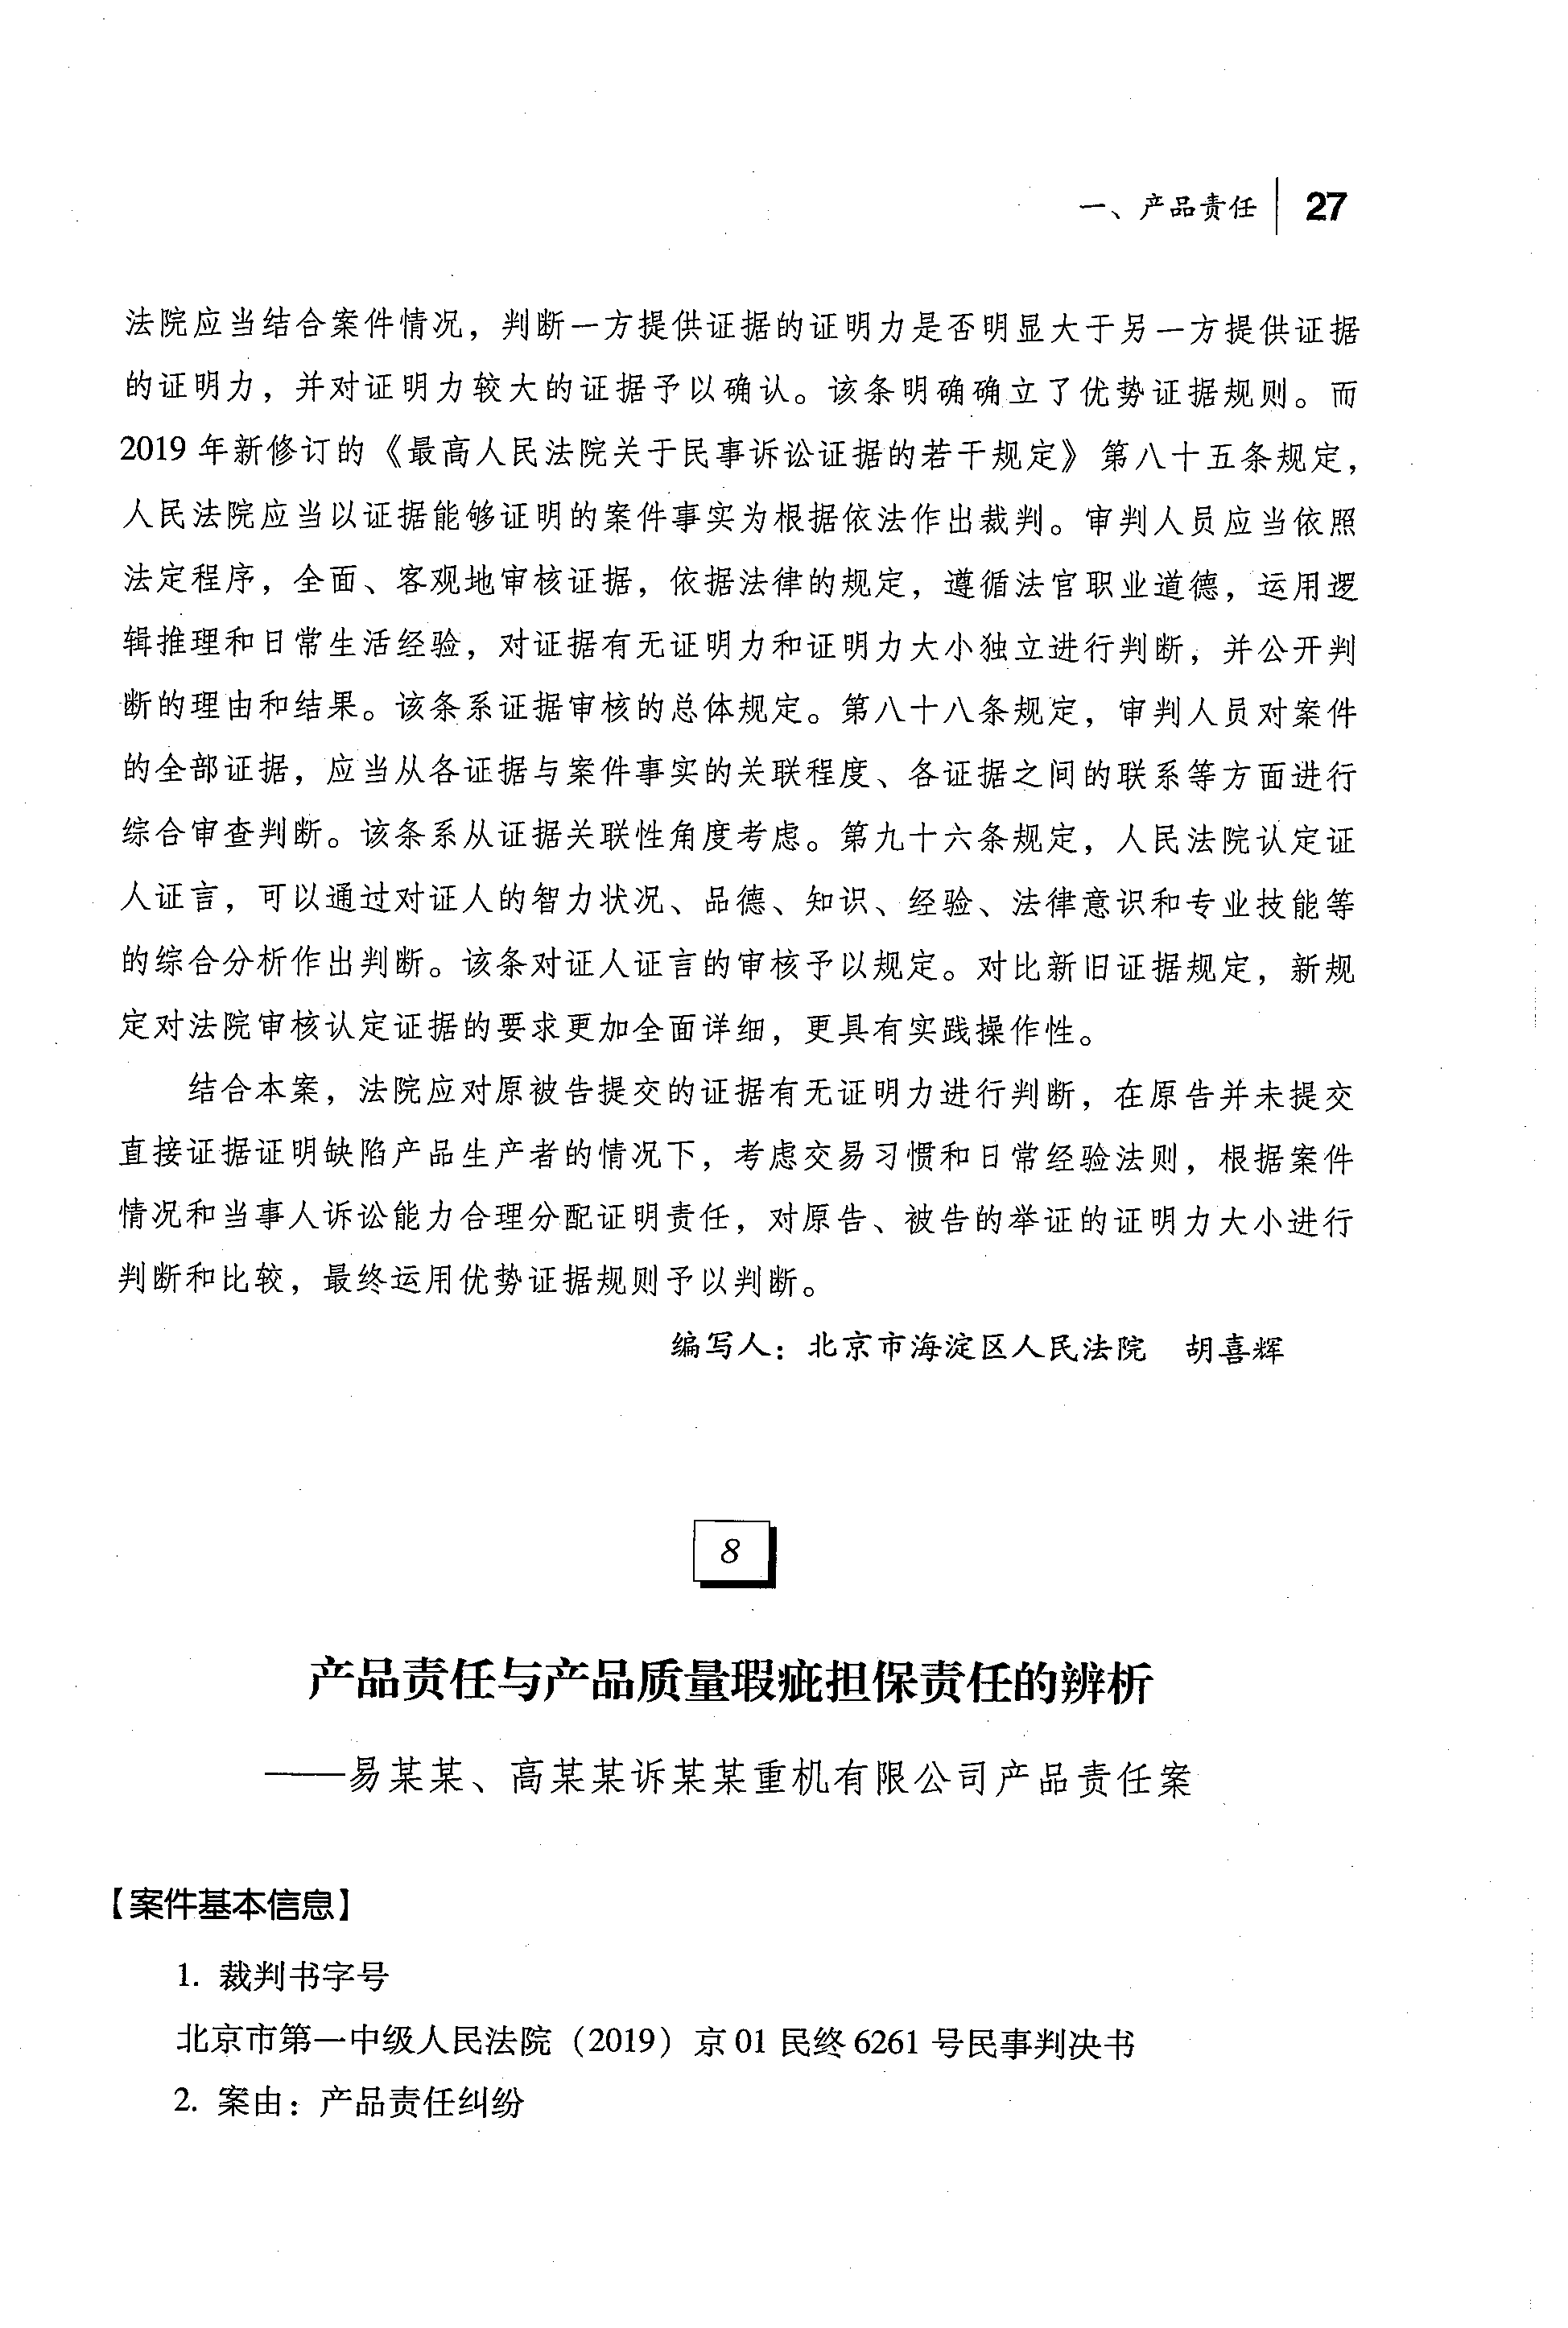 一、产品责任 27
法院应当结合案件情况，判断一方提供证据的证明力是否明显大于另一方提供证据
的证明力，并对证明力较大的证据予以确认。该条明确确立了优势证据规则。而
2019 年新修订的《最高人民法院关于民事诉讼证据的若干规定》第八十五条规定，
人民法院应当以证据能够证明的案件事实为根据依法作出裁判。审判人员应当依照
法定程序，全面、客观地审核证据，依据法律的规定，遵循法官职业道德，运用逻
辑推理和日常生活经验，对证据有无证明力和证明力大小独立进行判断，并公开判
断的理由和结果。该条系证据审核的总体规定。第八十八条规定，审判人员对案件
的全部证据，应当从各证据与案件事实的关联程度、各证据之间的联系等方面进行
综合审查判断。该条系从证据关联性角度考虑。第九十六条规定，人民法院认定证
人证言，可以通过对证人的智力状况、品德、知识、经验、法律意识和专业技能等
的综合分析作出判断。该条对证人证言的审核予以规定。对比新旧证据规定，新规
定对法院审核认定证据的要求更加全面详细，更具有实践操作性。
结合本案，法院应对原被告提交的证据有无证明力进行判断，在原告并未提交
直接证据证明缺陷产品生产者的情况下，考虑交易习惯和日常经验法则，根据案件
情况和当事人诉讼能力合理分配证明责任，对原告、被告的举证的证明力大小进行
判断和比较，最终运用优势证据规则予以判断。
编写人：北京市海淀区人民法院 胡喜辉
8
产品责任与产品质量瑕疵担保责任的辨析
——易某某、高某某诉某某重机有限公司产品责任案
【案件基本信息】
1. 裁判书字号
北京市第一中级人民法院（2019）京 01 民终 6261 号民事判决书
2. 案由：产品责任纠纷